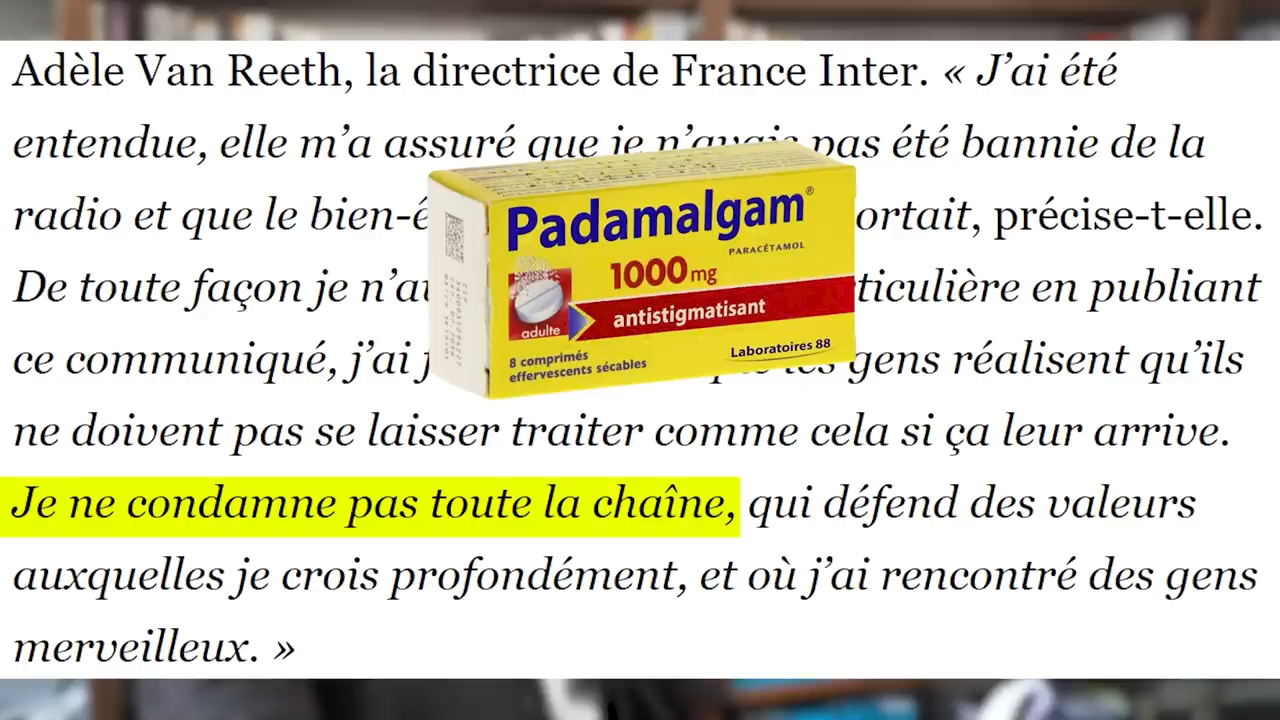 Adèle Van Reeth, la directrice de France Inter. « J’ai été
entendue, elle m’a assuré que je n’avais pas été bannie de la
radio et que le bien-ê ortait, précise-t-elle.
De toute façon je n’a ticulière en publiant
ce communiqué, j’ai gens réalisent qu’ils
ne doivent pas se laisser traiter comme cela si ça leur arrive.
Je ne condamne pas toute la chaîne, qui défend des valeurs
auxquelles je crois profondément, et où j’ai rencontré des gens
merveilleux. »
Padamalgam®
PARACÉTAMOL
1000 mg
antistigmatisant
adulte
8 comprimés
effervescents sécables
Laboratoires 88